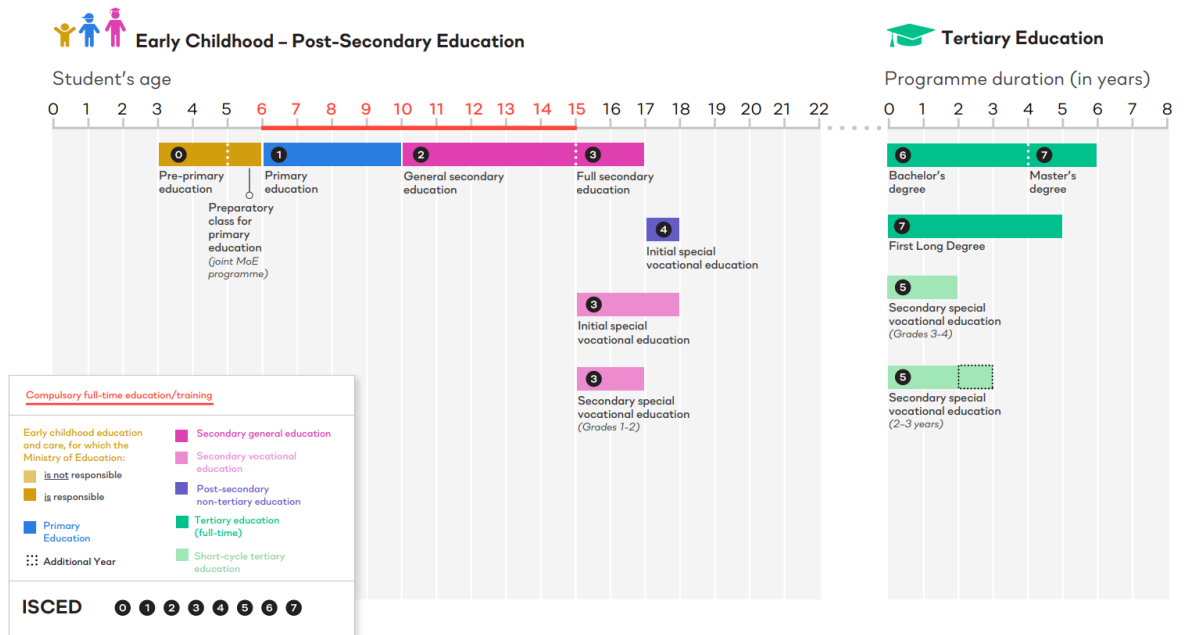 Early Childhood – Post-Secondary Education
Tertiary Education
Student's age
Programme duration (in years)
0 1 2 3 4 5 6 7 8 9 10 11 12 13 14 15 16 17 18 19 20 21 22
0 1 2 3 4 5 6 7 8
0
Pre-primary
education
Preparatory
class for
primary
education
(joint MoE
programme)
1
Primary
education
2
General secondary
education
3
Full secondary
education
4
Initial special
vocational education
3
Initial special
vocational education
3
Secondary special
vocational education
(Grades 1-2)
6
Bachelor's
degree
7
Master's
degree
7
First Long Degree
5
Secondary special
vocational education
(Grades 3-4)
5
Secondary special
vocational education
(2-3 years)
Compulsory full-time education/training
Early childhood education
and care, for which the
Ministry of Education:
is not responsible
is responsible
Primary
Education
Additional Year
Secondary general education
Secondary vocational
education
Post-secondary
non-tertiary education
Tertiary education
(full-time)
Short-cycle tertiary
education
ISCED 0 1 2 3 4 5 6 7